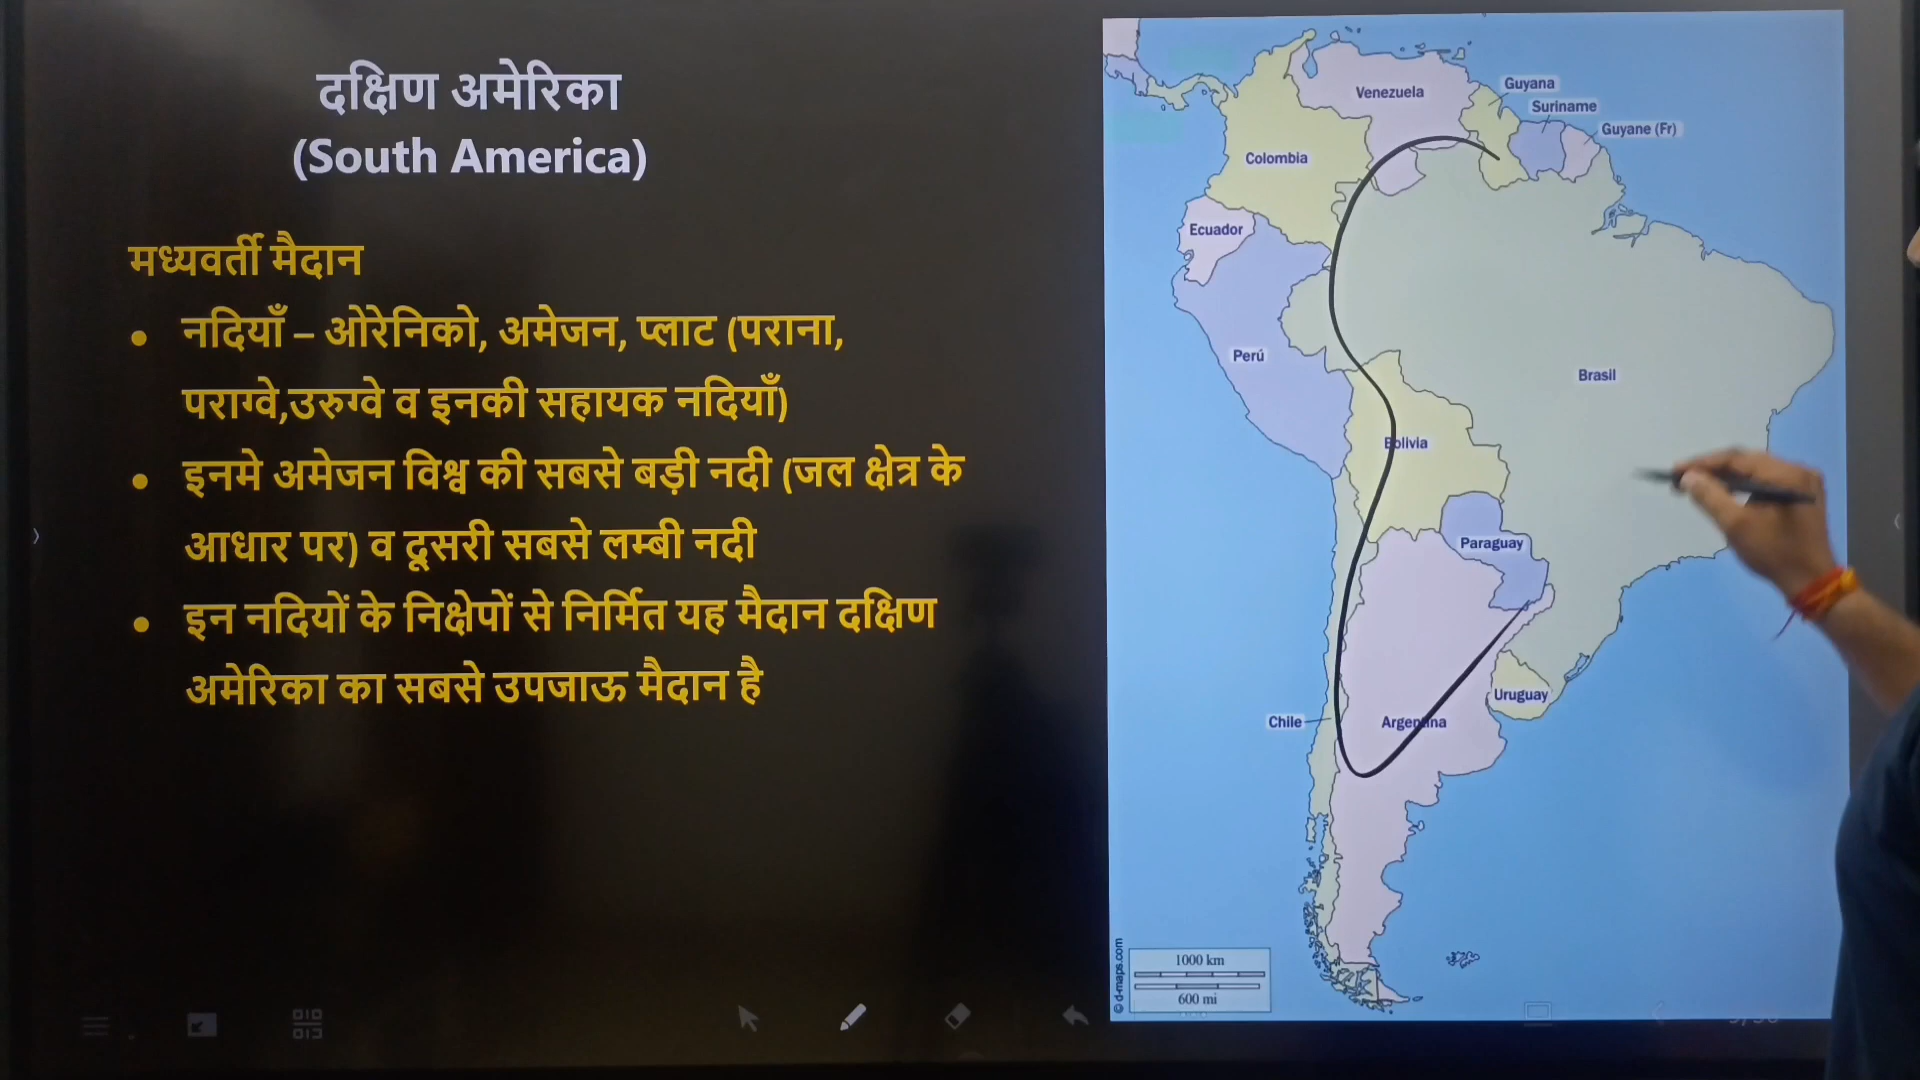 दक्षिण अमेरिका
(South America)
मध्यवर्ती मैदान
• नदियाँ – ओरेनिको, अमेजन, प्लाट (पराना,
पराग्वे,उरुग्वे व इनकी सहायक नदियाँ)
• इनमे अमेजन विश्व की सबसे बड़ी नदी (जल क्षेत्र के
आधार पर) व दूसरी सबसे लम्बी नदी
• इन नदियों के निक्षेपों से निर्मित यह मैदान दक्षिण
अमेरिका का सबसे उपजाऊ मैदान है
Venezuela
Guyana
Suriname
Guyane (Fr)
Colombia
Ecuador
Perú
Brasil
Bolivia
Paraguay
Uruguay
Chile
Argentina
1000 km
600 mi
© d-maps.com